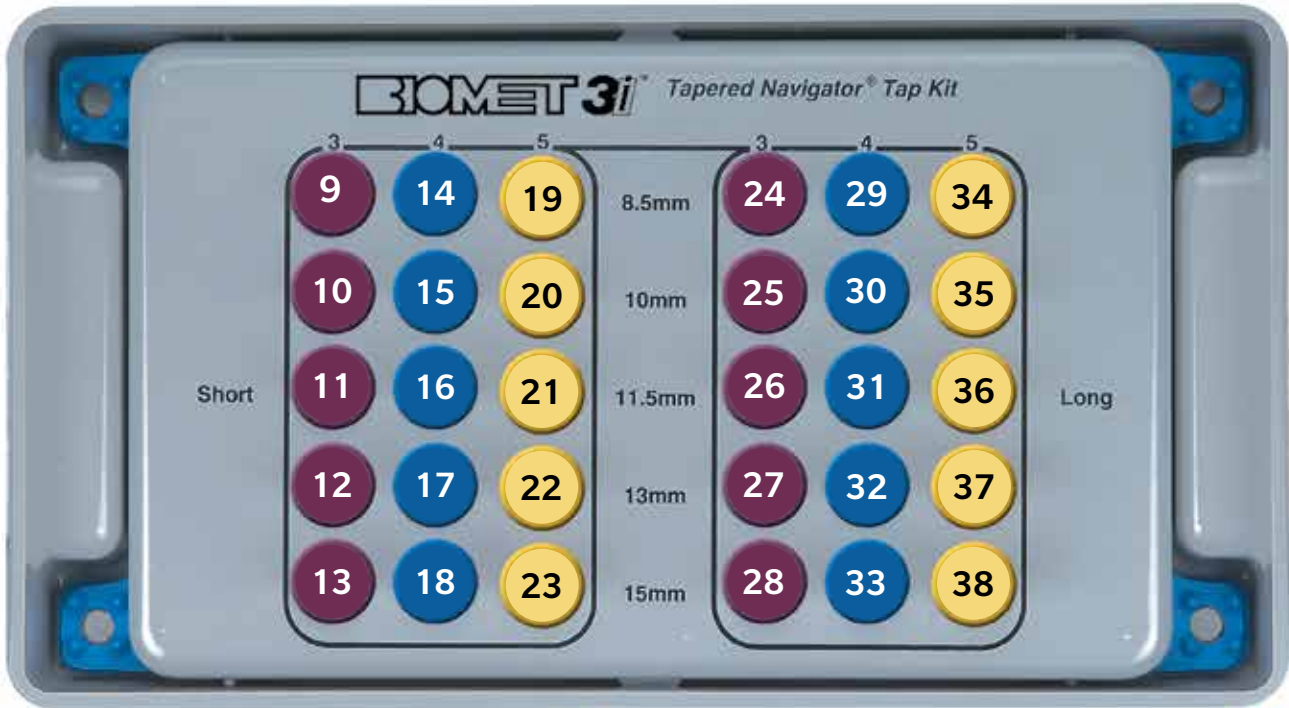 BIOMET 3i™ Tapered Navigator® Tap Kit
3 4 5 3 4 5
9 14 19 8.5mm 24 29 34
10 15 20 10mm 25 30 35
Short 11 16 21 11.5mm 26 31 36 Long
12 17 22 13mm 27 32 37
13 18 23 15mm 28 33 38